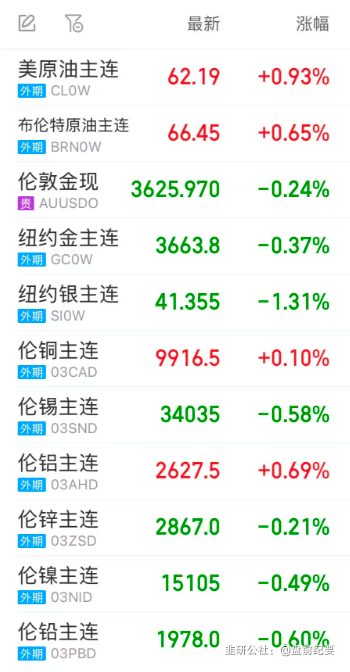 最新 涨幅
美原油主连 62.19 +0.93%
外期 CL0W
布伦特原油主连 66.45 +0.65%
外期 BRN0W
伦敦金现 3625.970 -0.24%
贵 AUUSDO
纽约金主连 3663.8 -0.37%
外期 GC0W
纽约银主连 41.355 -1.31%
外期 SI0W
伦铜主连 9916.5 +0.10%
外期 03CAD
伦锡主连 34035 -0.58%
外期 03SND
伦铝主连 2627.5 +0.69%
外期 03AHD
伦锌主连 2867.0 -0.21%
外期 03ZSD
伦镍主连 15105 -0.49%
外期 03NID
伦铅主连 1978.0 -0.60%
外期 03PBD
韭研公社：@盘前纪要